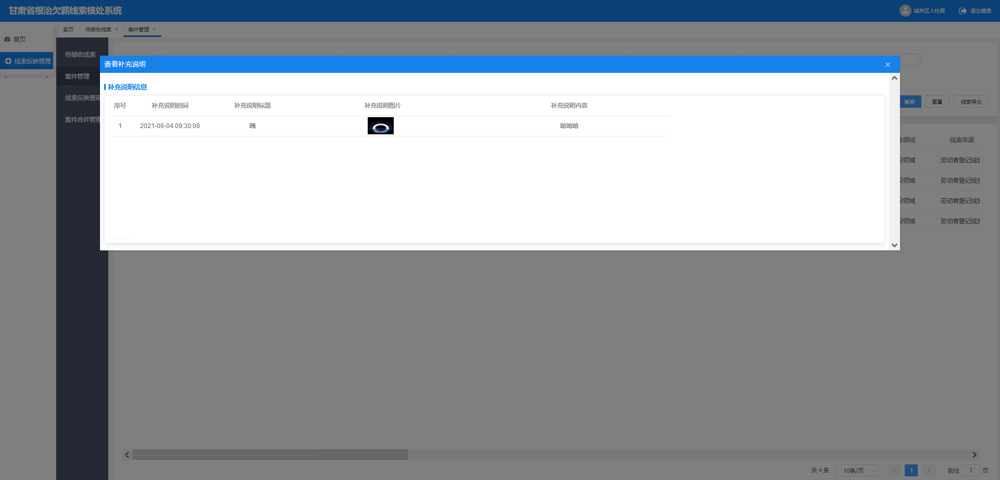 甘肃省根治欠薪线索核处系统
城关区人社局
退出登录
首页
待接收线索
案件管理
首页
线索反映管理
待接收线索
案件管理
线索反映查询
案件合并管理
查看补充说明
补充说明信息
序号 补充说明时间 补充说明标题 补充说明图片 补充说明内容
1 2021-06-04 09:30:08 嗨 哈哈哈
查询 重置 线索导出
领域 线索来源
领域 劳动者登记线索
领域 劳动者登记线索
领域 劳动者登记线索
领域 劳动者登记线索
共 4 条 10条/页 1 前往 1 页